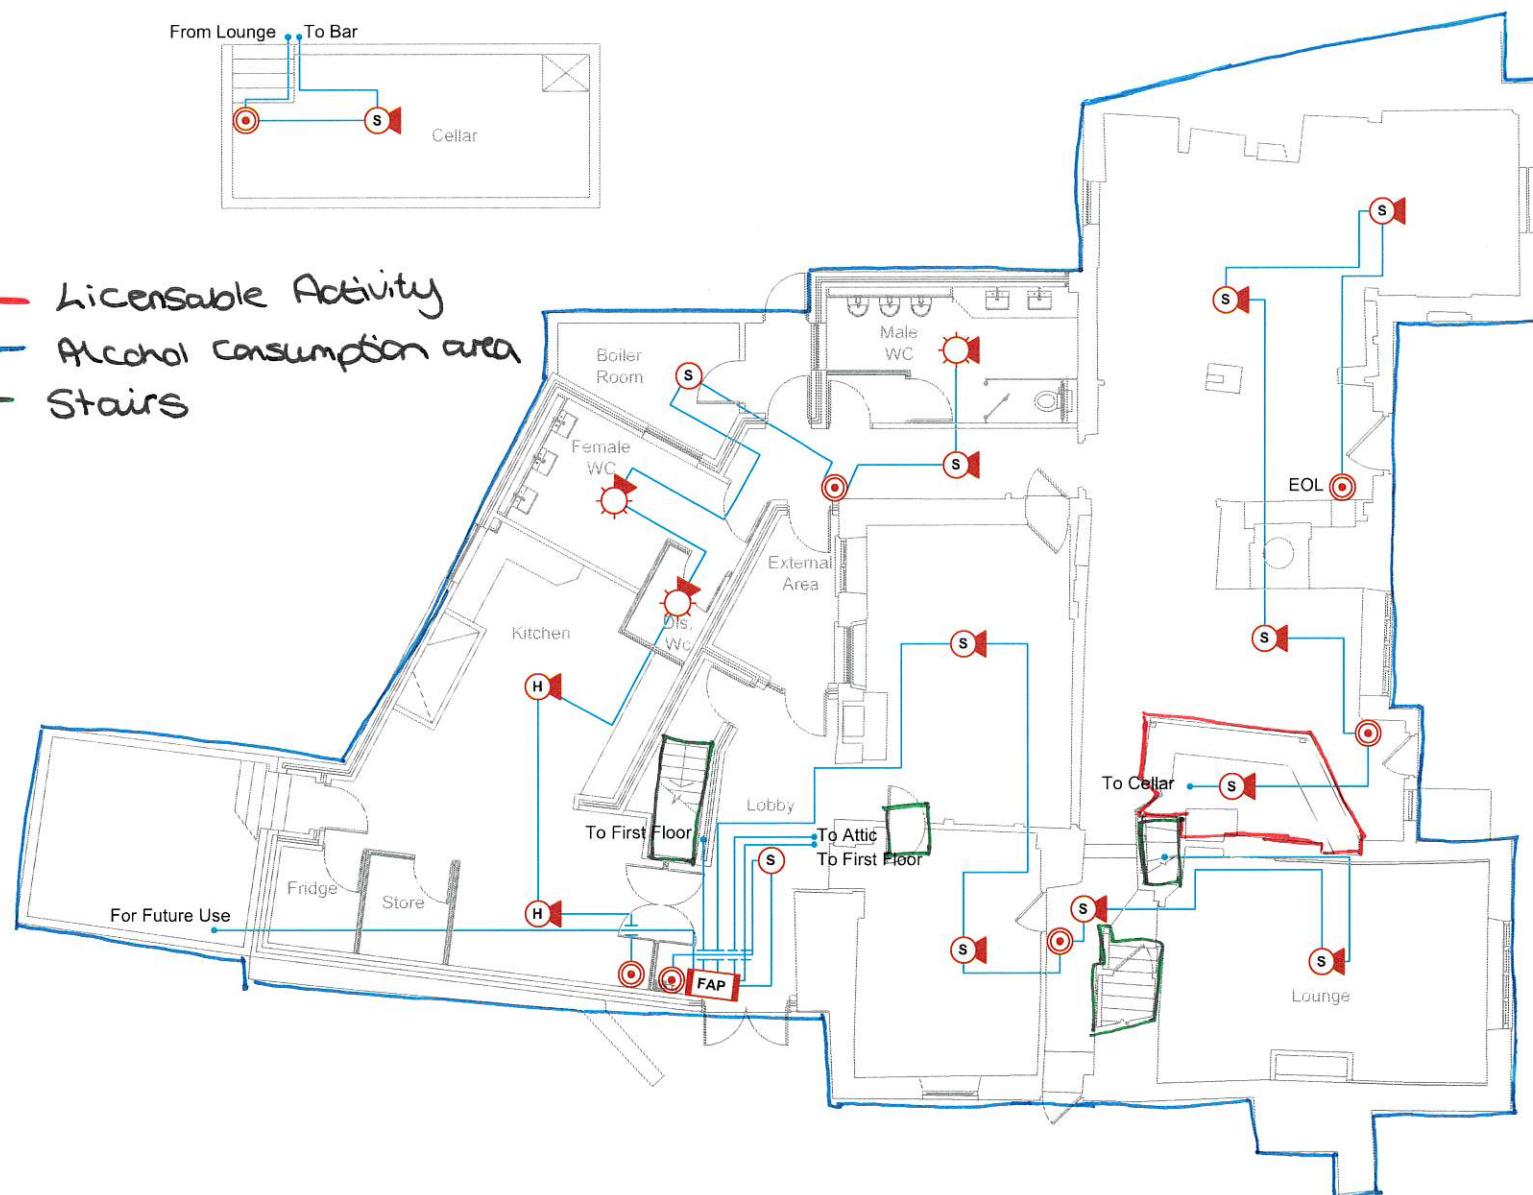 From Lounge To Bar
S
Cellar
Licensable Activity
Alcohol consumption area
Stairs
S
S
Male
WC
Boiler
Room
S
Female
WC
S
EOL
External
Area
Kitchen
Dis.
WC
S
S
H
To Cellar
S
Lobby
To First Floor
To Attic
To First Floor
S
Fridge
Store
For Future Use
H
S
S
S
FAP
Lounge